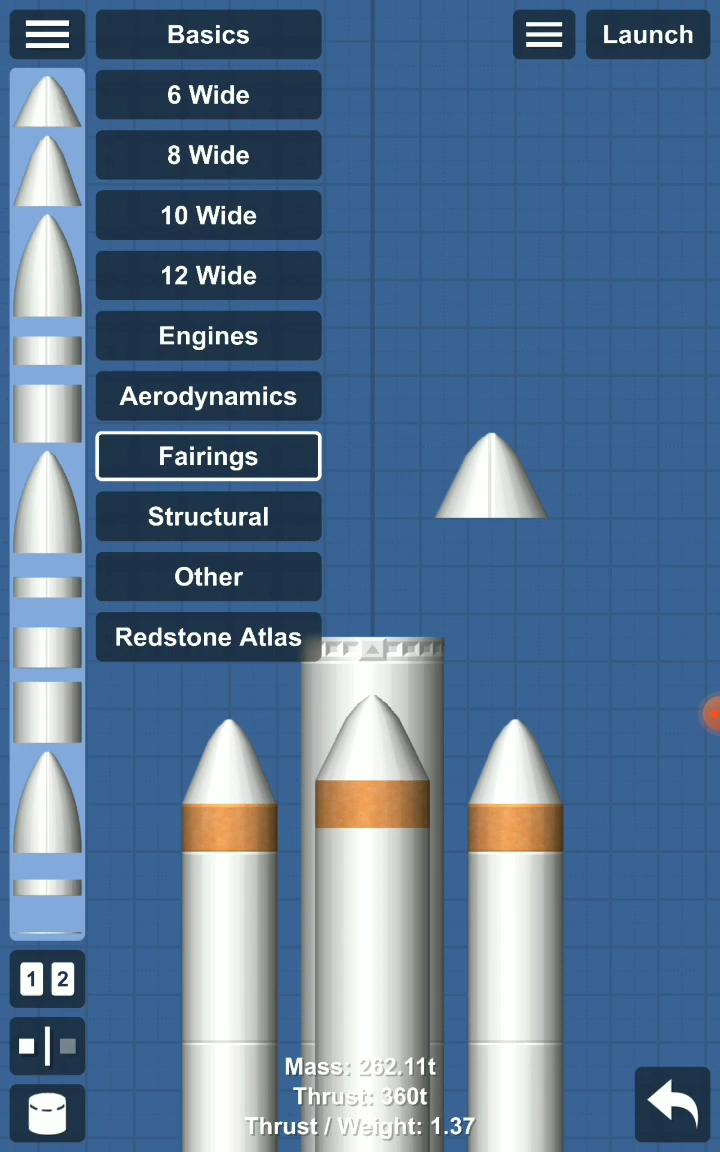 Basics
Launch
6 Wide
8 Wide
10 Wide
12 Wide
Engines
Aerodynamics
Fairings
Structural
Other
Redstone Atlas
1 2
Mass: 262.11t
Thrust: 360t
Thrust / Weight: 1.37